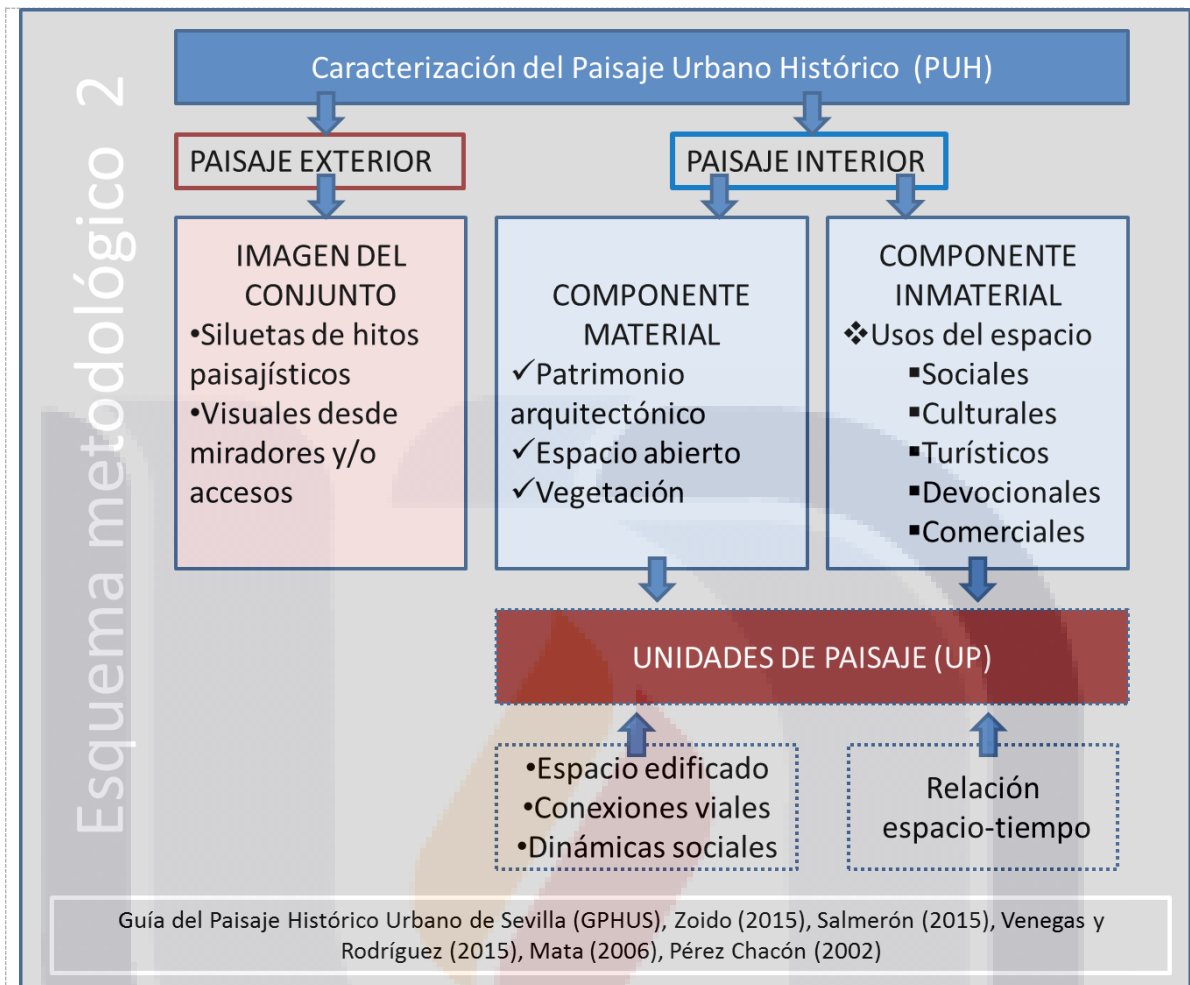 Esquema metodológico 2
Caracterización del Paisaje Urbano Histórico (PUH)
PAISAJE EXTERIOR
PAISAJE INTERIOR
IMAGEN DEL
CONJUNTO
•Siluetas de hitos
paisajísticos
•Visuales desde
miradores y/o
accesos
COMPONENTE
MATERIAL
✓Patrimonio
arquitectónico
✓Espacio abierto
✓Vegetación
COMPONENTE
INMATERIAL
❖Usos del espacio
▪Sociales
▪Culturales
▪Turísticos
▪Devocionales
▪Comerciales
UNIDADES DE PAISAJE (UP)
•Espacio edificado
•Conexiones viales
•Dinámicas sociales
Relación
espacio-tiempo
Guía del Paisaje Histórico Urbano de Sevilla (GPHUS), Zoido (2015), Salmerón (2015), Venegas y
Rodríguez (2015), Mata (2006), Pérez Chacón (2002)